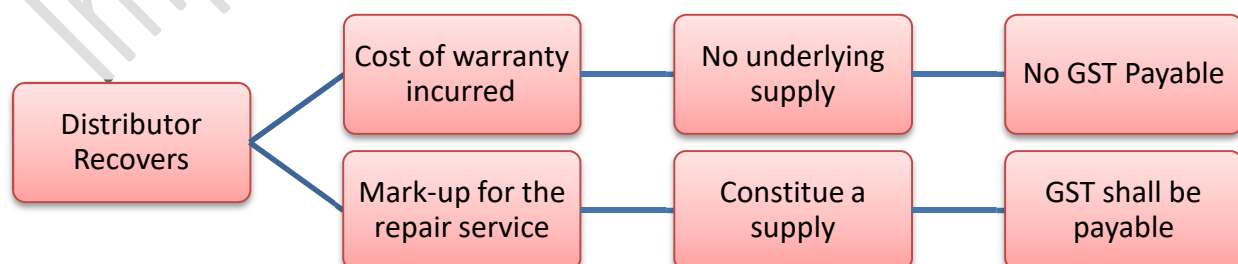 Distributor
Recovers
Cost of warranty
incurred
No underlying
supply
No GST Payable
Mark-up for the
repair service
Constitue a
supply
GST shall be
payable